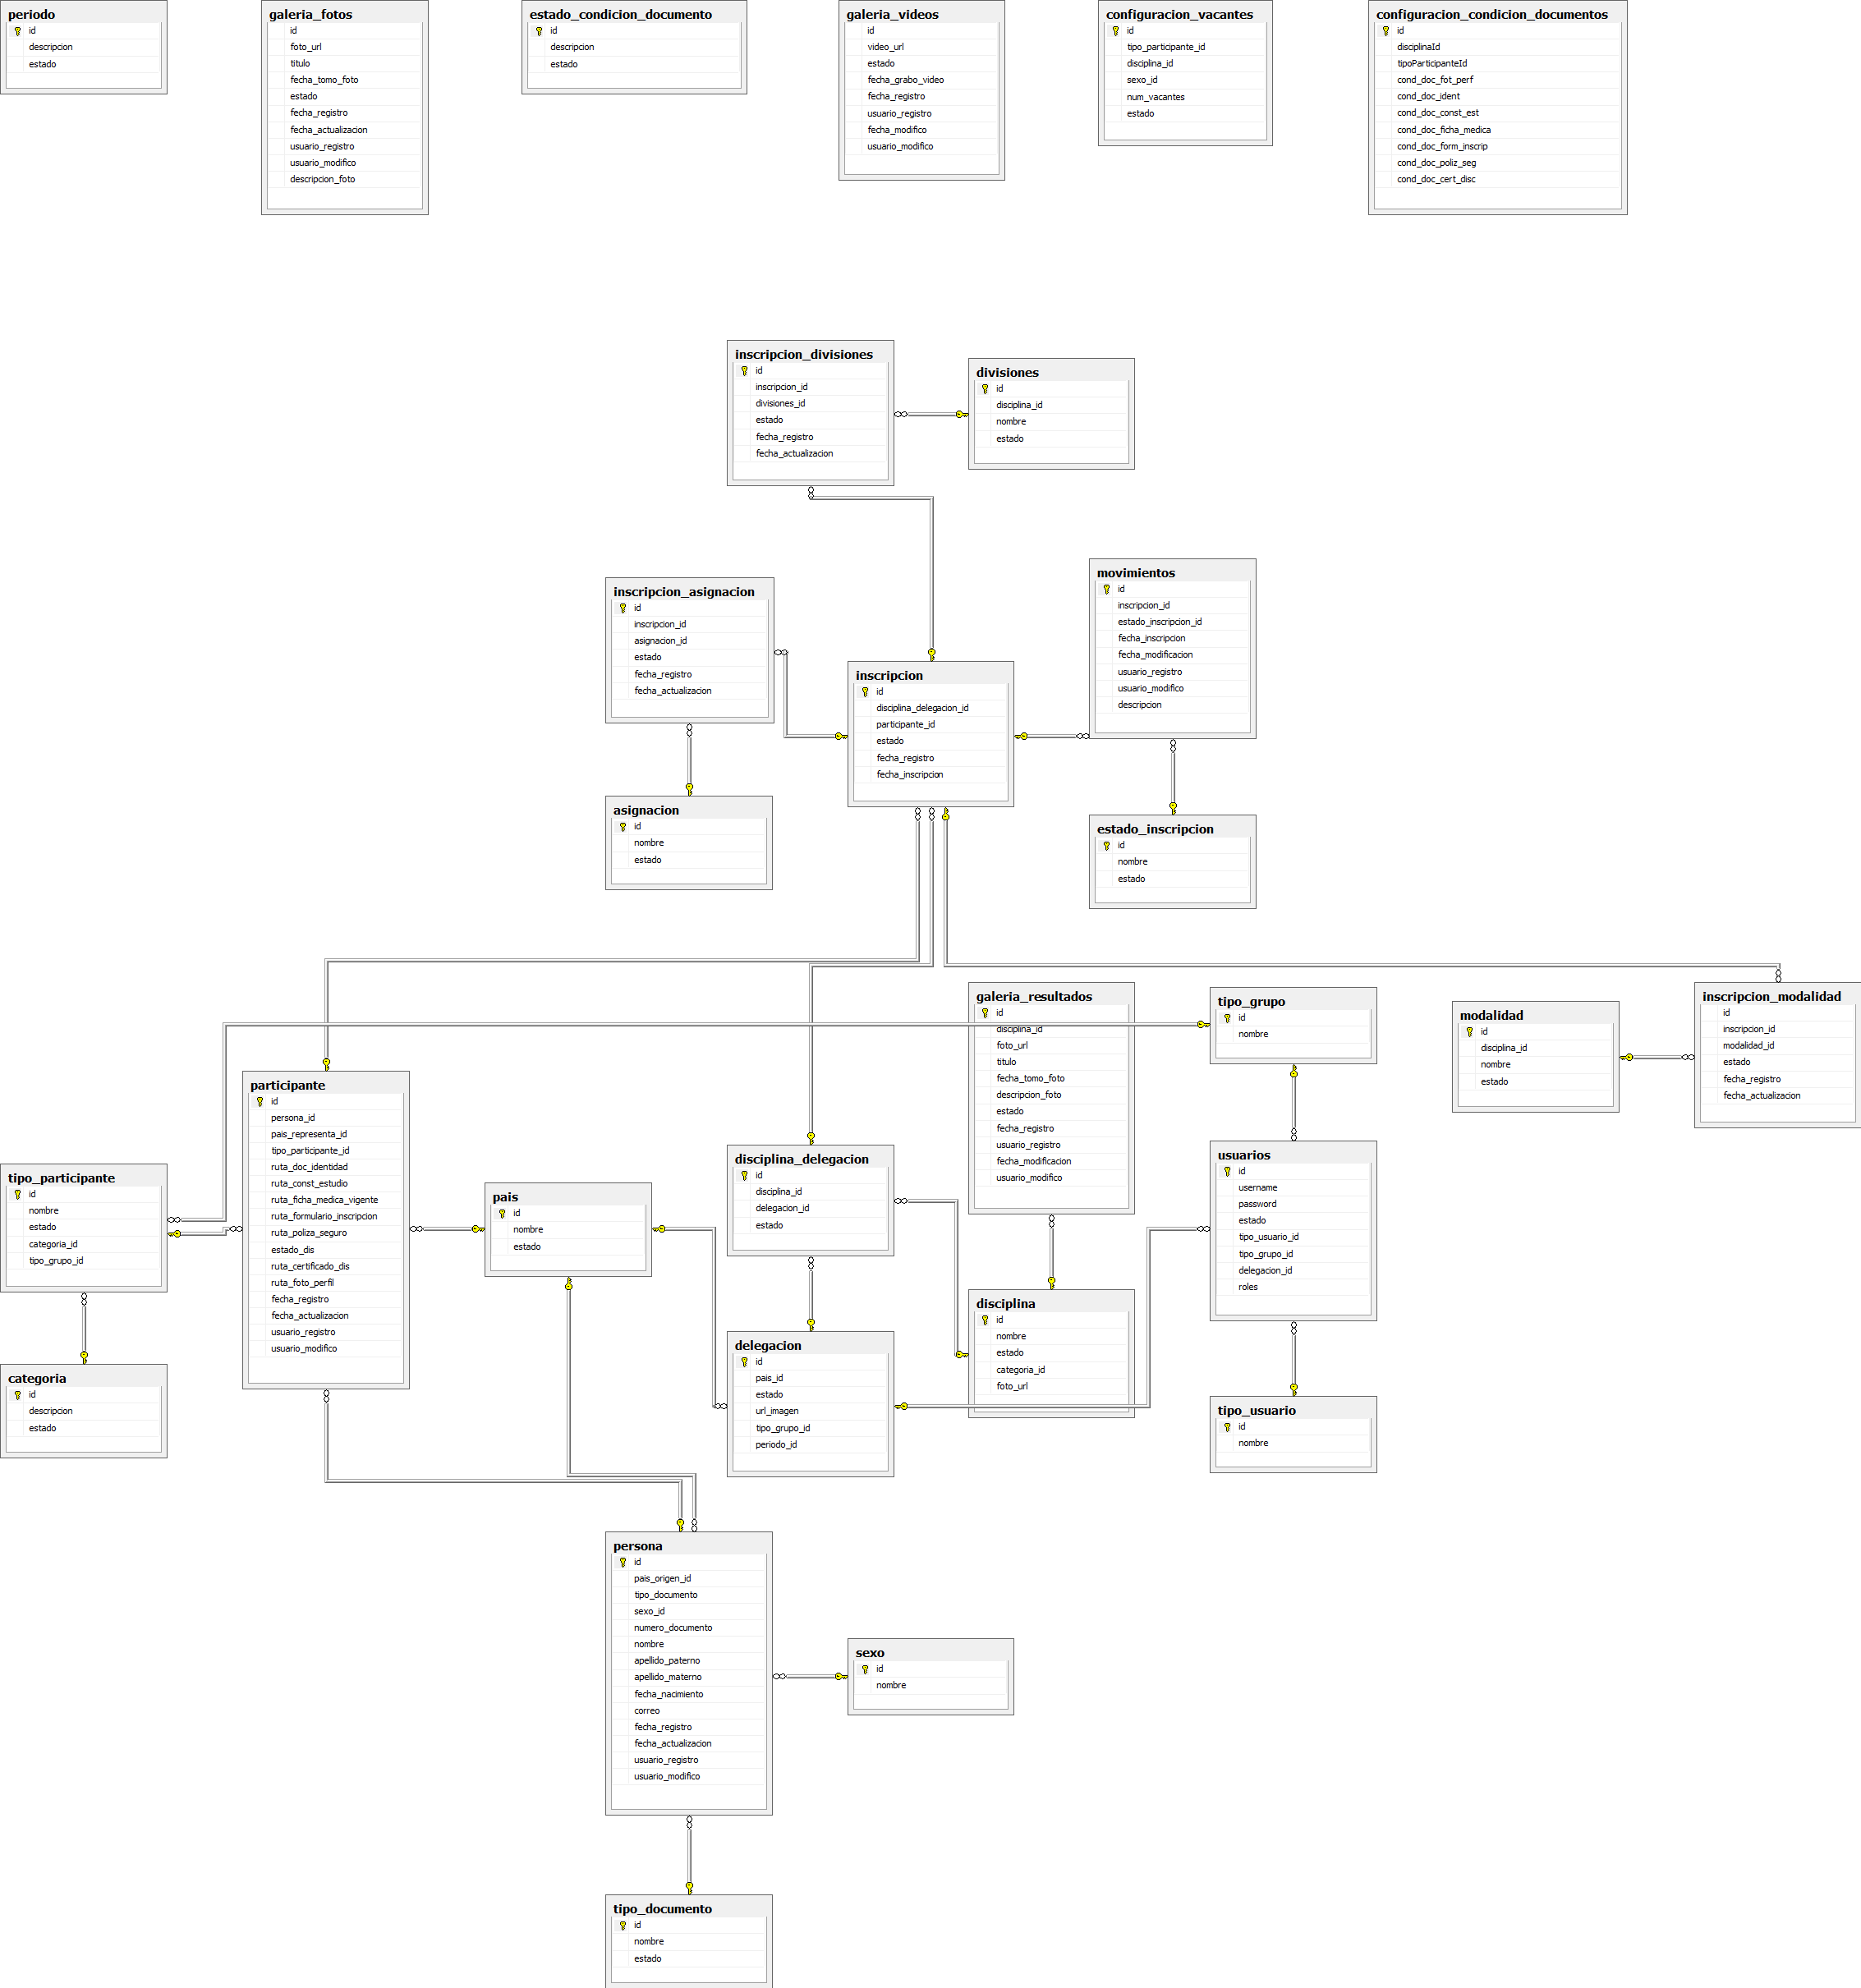 periodo
id
descripcion
estado
galeria_fotos
id
foto_url
titulo
fecha_tomo_foto
estado
fecha_registro
fecha_actualizacion
usuario_registro
usuario_modifico
descripcion_foto
estado_condicion_documento
id
descripcion
estado
galeria_videos
id
video_url
estado
fecha_grabo_video
fecha_registro
usuario_registro
fecha_modifico
usuario_modifico
configuracion_vacantes
id
tipo_participante_id
disciplina_id
sexo_id
num_vacantes
estado
configuracion_condicion_documentos
id
disciplinaId
tipoParticipanteId
cond_doc_fot_perf
cond_doc_ident
cond_doc_const_est
cond_doc_ficha_medica
cond_doc_form_inscrip
cond_doc_poliz_seg
cond_doc_cert_disc
inscripcion_divisiones
id
inscripcion_id
divisiones_id
estado
fecha_registro
fecha_actualizacion
divisiones
id
disciplina_id
nombre
estado
inscripcion_asignacion
id
inscripcion_id
asignacion_id
estado
fecha_registro
fecha_actualizacion
movimientos
id
inscripcion_id
estado_inscripcion_id
fecha_inscripcion
fecha_modificacion
usuario_registro
usuario_modifico
descripcion
inscripcion
id
disciplina_delegacion_id
participante_id
estado
fecha_registro
fecha_inscripcion
asignacion
id
nombre
estado
estado_inscripcion
id
nombre
estado
galeria_resultados
id
disciplina_id
foto_url
titulo
fecha_tomo_foto
descripcion_foto
estado
fecha_registro
usuario_registro
fecha_modificacion
usuario_modifico
tipo_grupo
id
nombre
modalidad
id
disciplina_id
nombre
estado
inscripcion_modalidad
id
inscripcion_id
modalidad_id
estado
fecha_registro
fecha_actualizacion
participante
id
persona_id
pais_representa_id
tipo_participante_id
ruta_doc_identidad
ruta_const_estudio
ruta_ficha_medica_vigente
ruta_formulario_inscripcion
ruta_poliza_seguro
estado_dis
ruta_certificado_dis
ruta_foto_perfil
fecha_registro
fecha_actualizacion
usuario_registro
usuario_modifico
tipo_participante
id
nombre
estado
categoria_id
tipo_grupo_id
pais
id
nombre
estado
disciplina_delegacion
id
disciplina_id
delegacion_id
estado
usuarios
id
username
password
estado
tipo_usuario_id
tipo_grupo_id
delegacion_id
roles
disciplina
id
nombre
estado
categoria_id
foto_url
delegacion
id
pais_id
estado
url_imagen
tipo_grupo_id
periodo_id
categoria
id
descripcion
estado
tipo_usuario
id
nombre
persona
id
pais_origen_id
tipo_documento
sexo_id
numero_documento
nombre
apellido_paterno
apellido_materno
fecha_nacimiento
correo
fecha_registro
fecha_actualizacion
usuario_registro
usuario_modifico
sexo
id
nombre
tipo_documento
id
nombre
estado